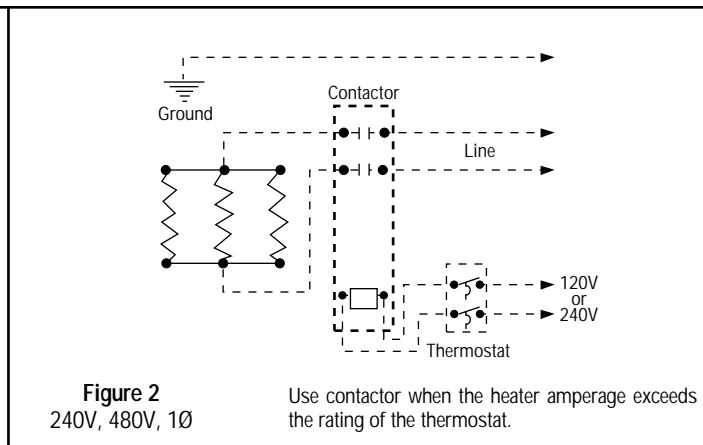 Contactor
Ground
Line
120V
or
240V
Thermostat
Figure 2
240V, 480V, 1Ø
Use contactor when the heater amperage exceeds
the rating of the thermostat.